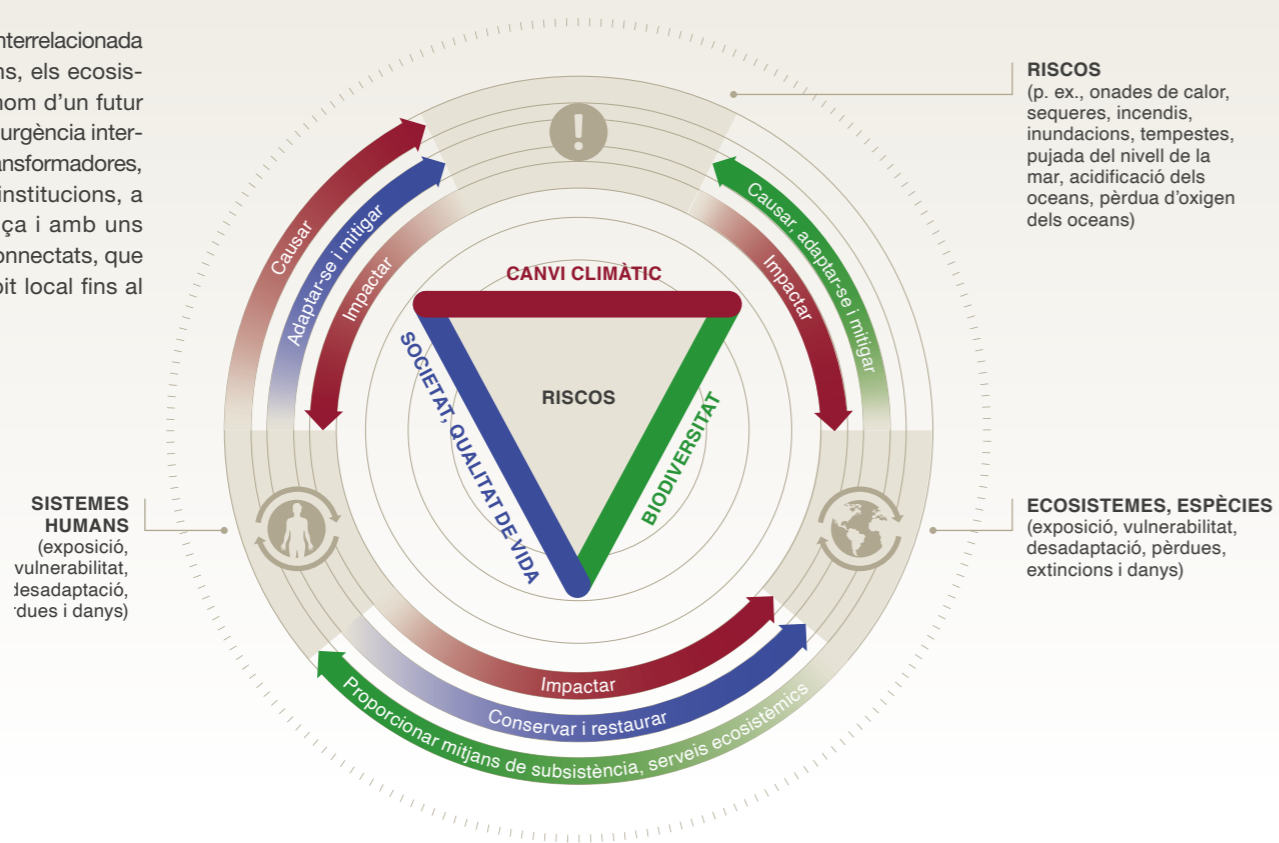 nterrelacionada
ns, els ecosis-
nom d'un futur
urgència inter-
ansformadores,
institucions, a
ça i amb uns
onnectats, que
bit local fins al
RISCOS
(p. ex., onades de calor,
sequeres, incendis,
inundacions, tempestes,
pujada del nivell de la
mar, acidificació dels
oceans, pèrdua d'oxigen
dels oceans)
Causar
Adaptar-se i mitigar
Impactar
Causar, adaptar-se i mitigar
Impactar
CANVI CLIMÀTIC
SOCIETAT, QUALITAT DE VIDA
RISCOS
BIODIVERSITAT
SISTEMES
HUMANS
(exposició,
vulnerabilitat,
desadaptació,
rdues i danys)
ECOSISTEMES, ESPÈCIES
(exposició, vulnerabilitat,
desadaptació, pèrdues,
extincions i danys)
Impactar
Conservar i restaurar
Proporcionar mitjans de subsistència, serveis ecosistèmics